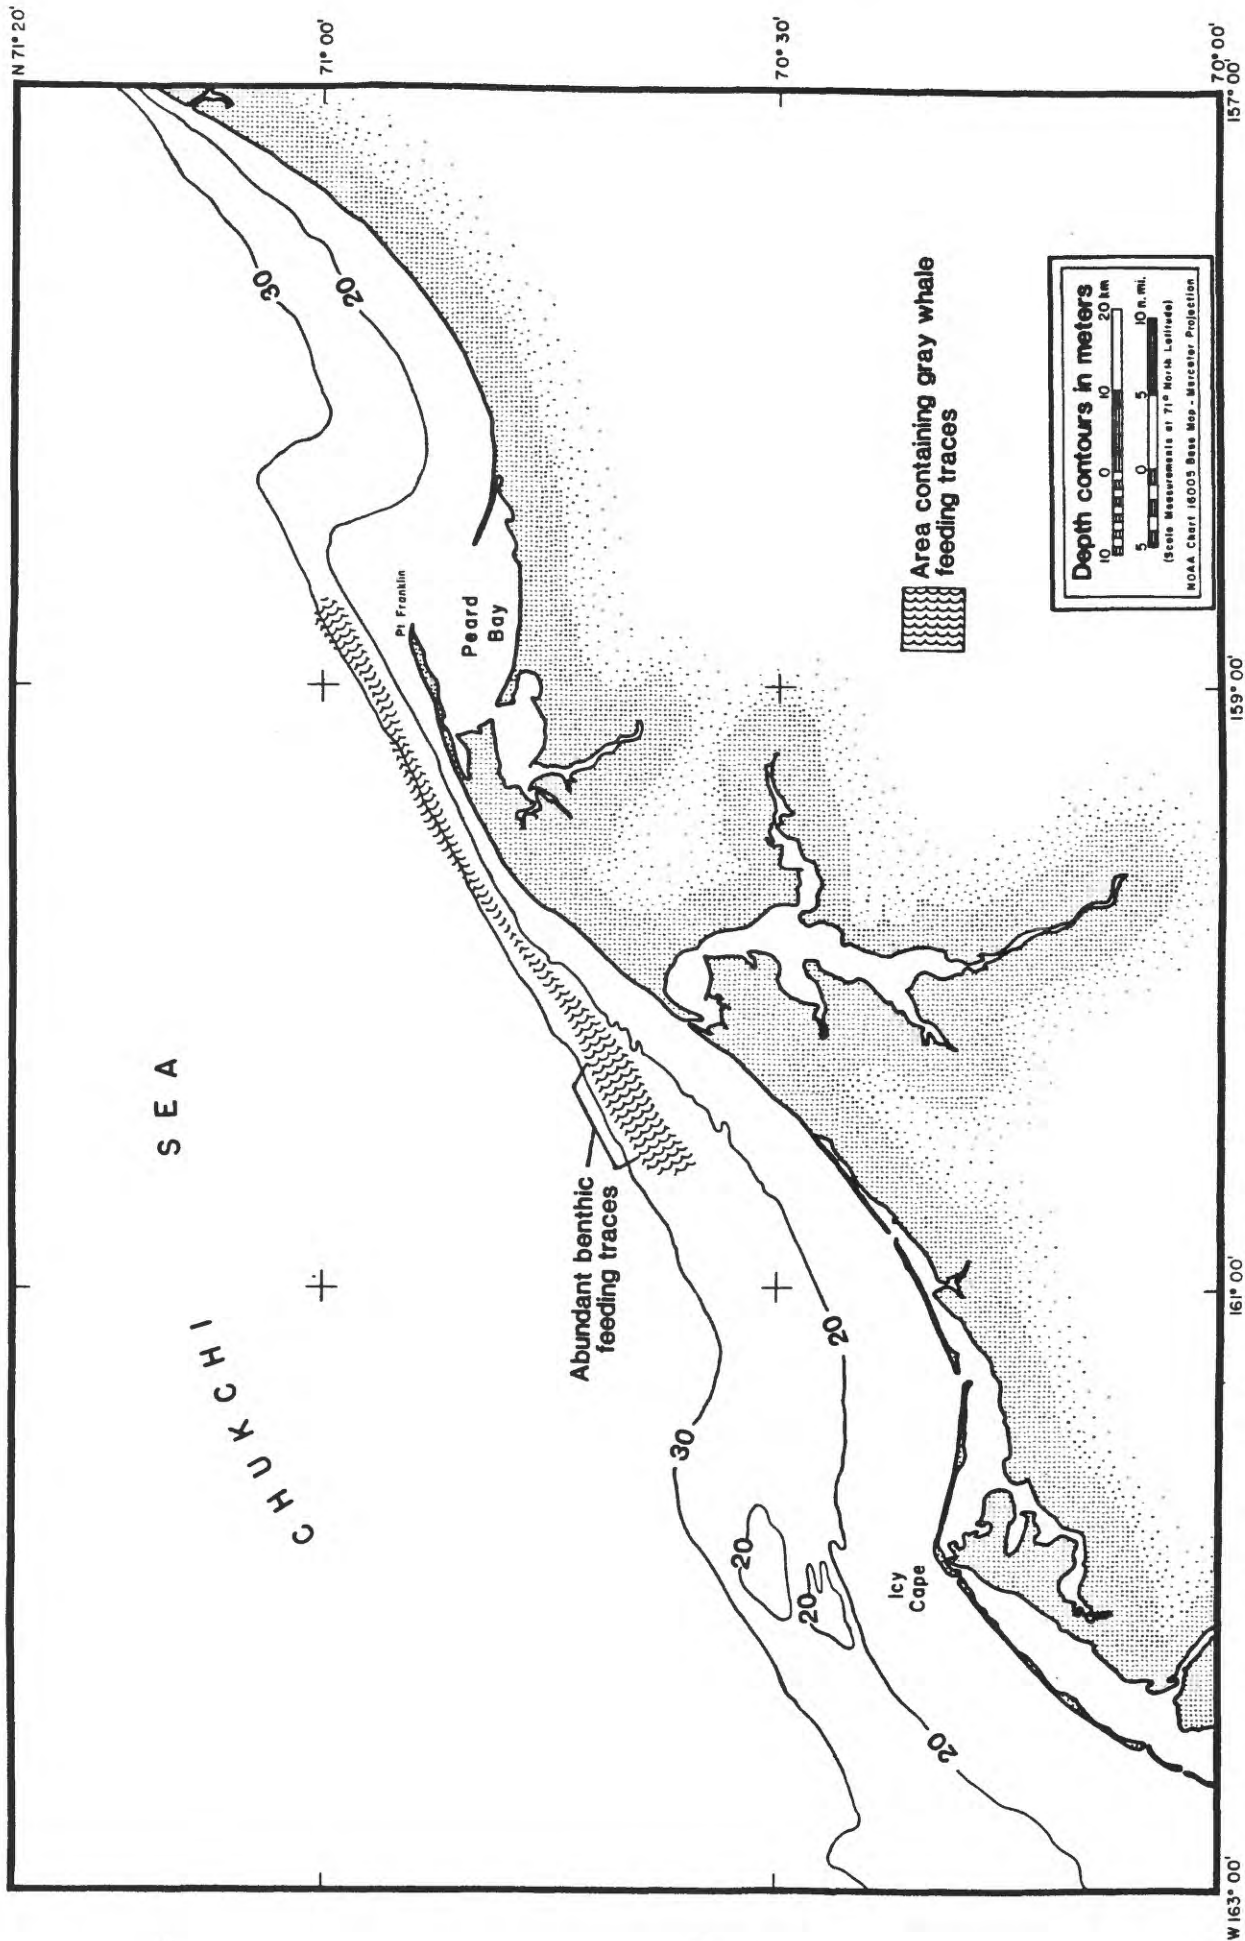 N 71° 20'
71° 00'
70° 30'
70° 00'
W 163° 00'
161° 00'
159° 00'
157° 00'
CHUKCHI SEA
30
20
Pt Franklin
Peard
Bay
Abundant benthic
feeding traces
20
30
20
20
20
Icy
Cape
Area containing gray whale
feeding traces
Depth contours in meters
10 0 10 20 km
5 0 5 10 n. mi.
(Scale Measurements at 71° North Latitude)
NOAA Chart 16005 Base Map - Mercator Projection